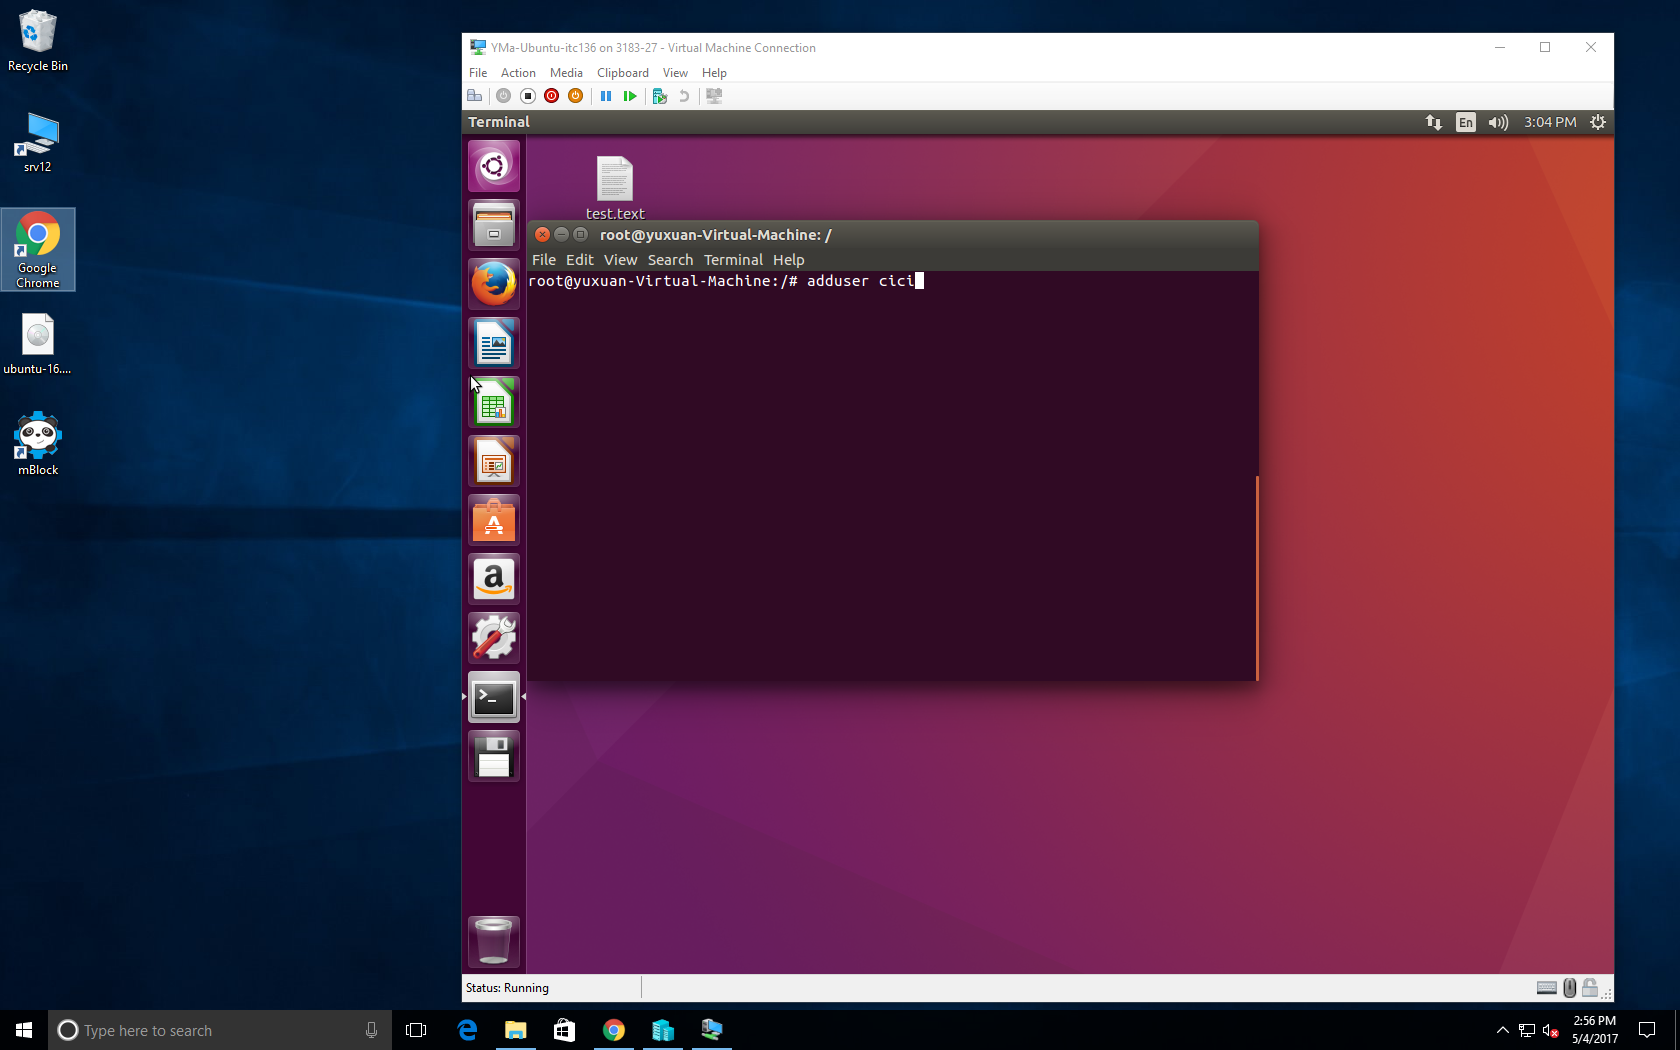 Recycle Bin
srv12
Google
Chrome
ubuntu-16....
mBlock
YMa-Ubuntu-itc136 on 3183-27 - Virtual Machine Connection
File Action Media Clipboard View Help
Terminal
En
3:04 PM
test.text
root@yuxuan-Virtual-Machine: /
File Edit View Search Terminal Help
root@yuxuan-Virtual-Machine:/# adduser cici
Status: Running
Type here to search
2:56 PM
5/4/2017